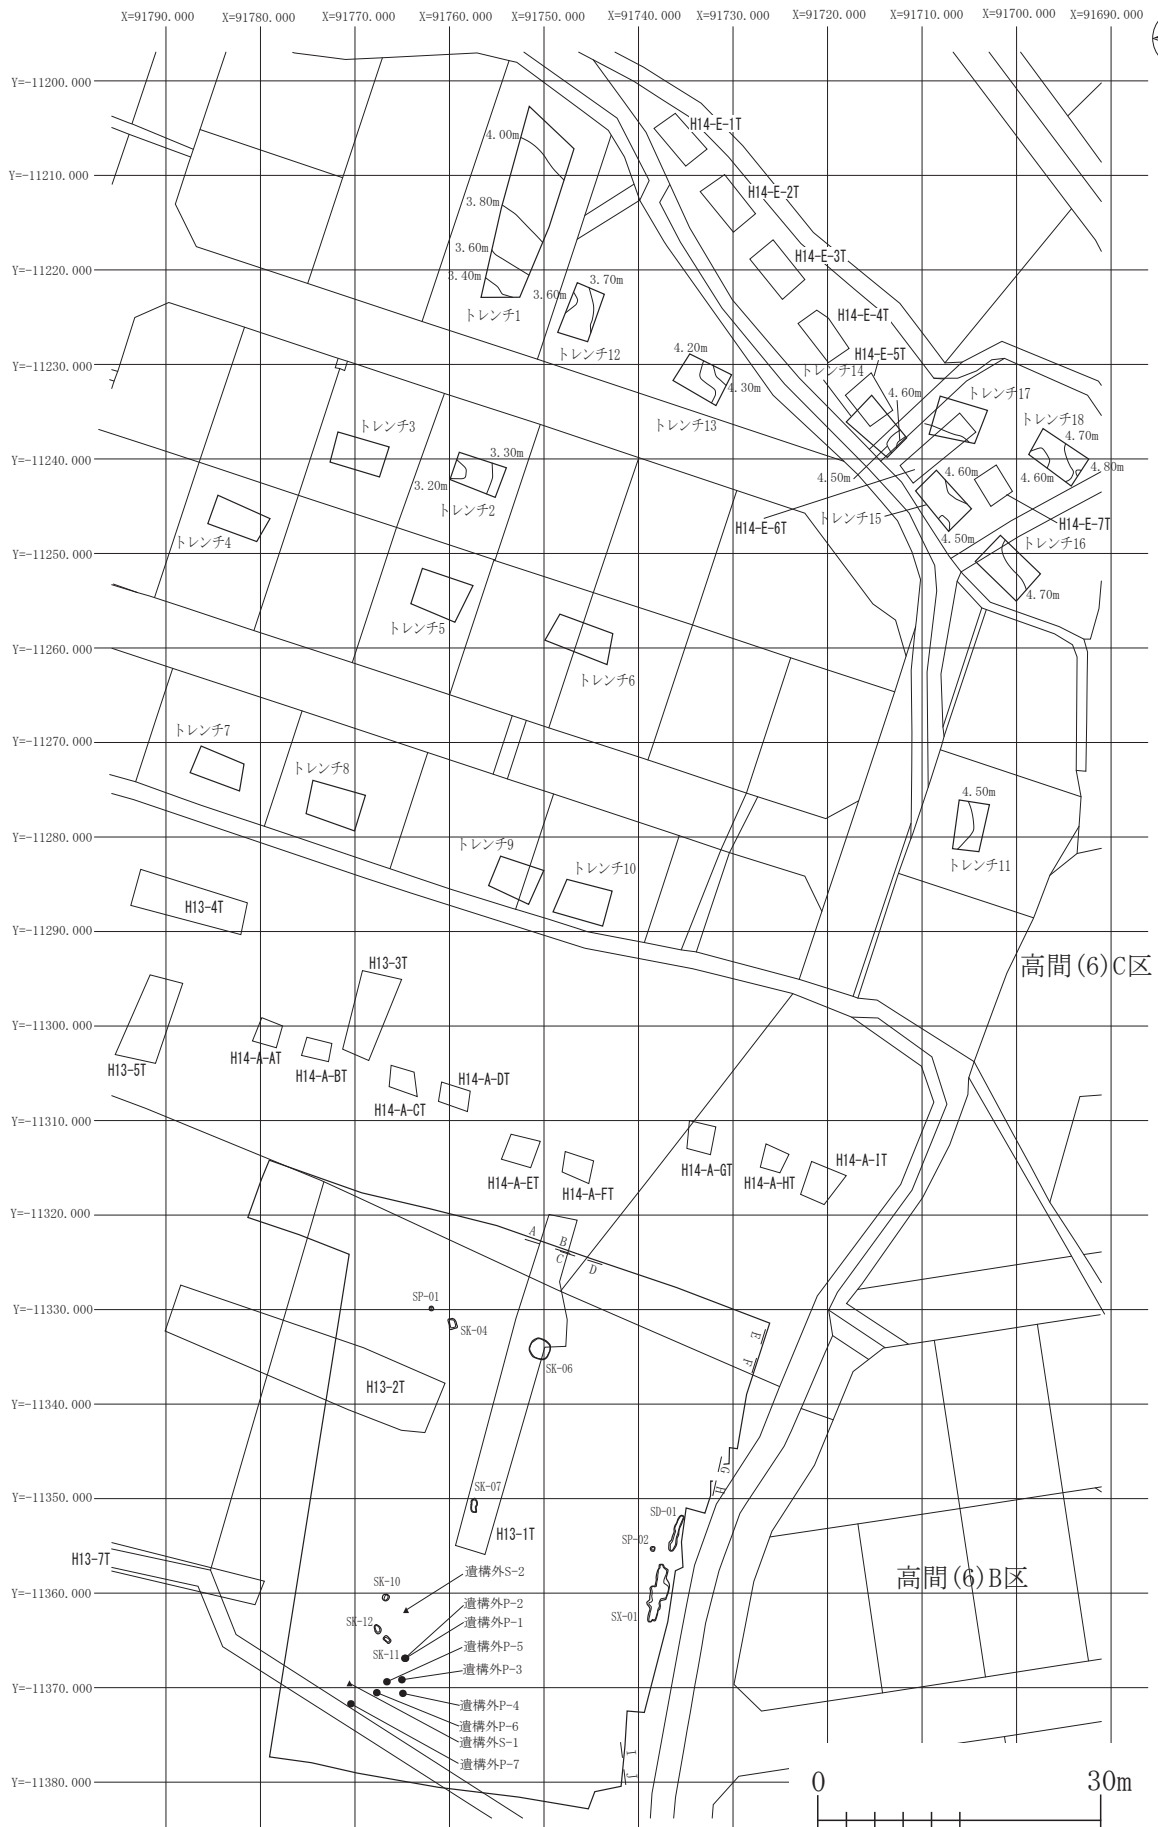 X=91790.000 X=91780.000 X=91770.000 X=91760.000 X=91750.000 X=91740.000 X=91730.000 X=91720.000 X=91710.000 X=91700.000 X=91690.000
Y=-11200.000
H14-E-1T
4.00m
Y=-11210.000
H14-E-2T
3.80m
3.60m
H14-E-3T
Y=-11220.000
3.40m
3.60m
3.70m
トレンチ1
H14-E-4T
トレンチ12
4.20m
H14-E-5T
Y=-11230.000
トレンチ14
4.30m
4.60m
トレンチ17
トレンチ3
トレンチ13
トレンチ18
4.70m
3.30m
Y=-11240.000
4.50m
4.60m
4.60m
4.80m
3.20m
トレンチ2
トレンチ4
H14-E-6T
トレンチ15
H14-E-7T
4.50m
トレンチ16
Y=-11250.000
4.70m
トレンチ5
Y=-11260.000
トレンチ6
トレンチ7
Y=-11270.000
トレンチ8
4.50m
Y=-11280.000
トレンチ9
トレンチ10
トレンチ11
H13-4T
Y=-11290.000
H13-3T
高間(6)C区
Y=-11300.000
H14-A-AT
H13-5T
H14-A-BT
H14-A-DT
H14-A-CT
Y=-11310.000
H14-A-IT
H14-A-GT
H14-A-HT
H14-A-ET
H14-A-FT
Y=-11320.000
A
B
C
D
SP-01
Y=-11330.000
SK-04
E
F
SK-06
H13-2T
Y=-11340.000
G
H
SK-07
Y=-11350.000
SD-01
H13-1T
SP-02
H13-7T
遺構外S-2
高間(6)B区
SK-10
Y=-11360.000
遺構外P-2
SX-01
SK-12
遺構外P-1
遺構外P-5
SK-11
遺構外P-3
Y=-11370.000
遺構外P-4
遺構外P-6
遺構外S-1
I
J
遺構外P-7
Y=-11380.000
0 30m